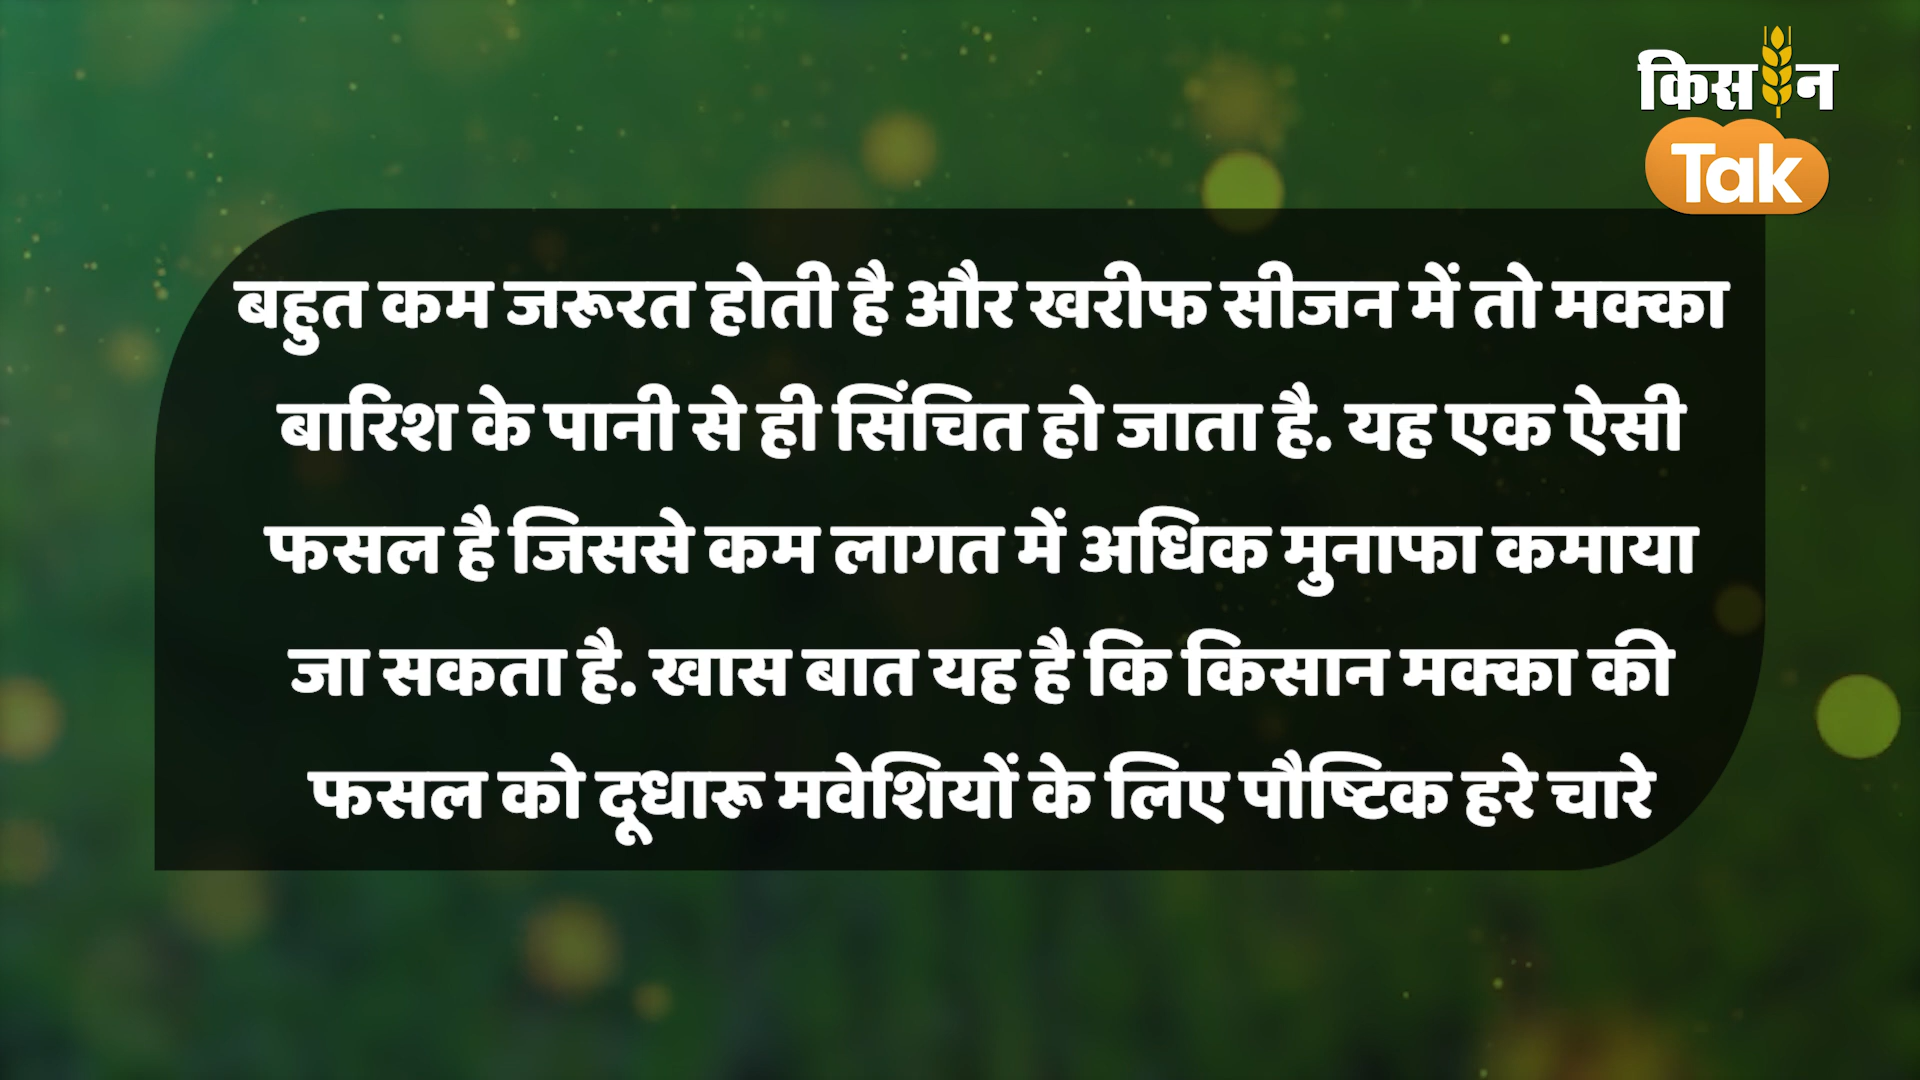 किसान
Tak
बहुत कम जरूरत होती है और खरीफ सीजन में तो मक्का
बारिश के पानी से ही सिंचित हो जाता है. यह एक ऐसी
फसल है जिससे कम लागत में अधिक मुनाफा कमाया
जा सकता है. खास बात यह है कि किसान मक्का की
फसल को दूधारू मवेशियों के लिए पौष्टिक हरे चारे